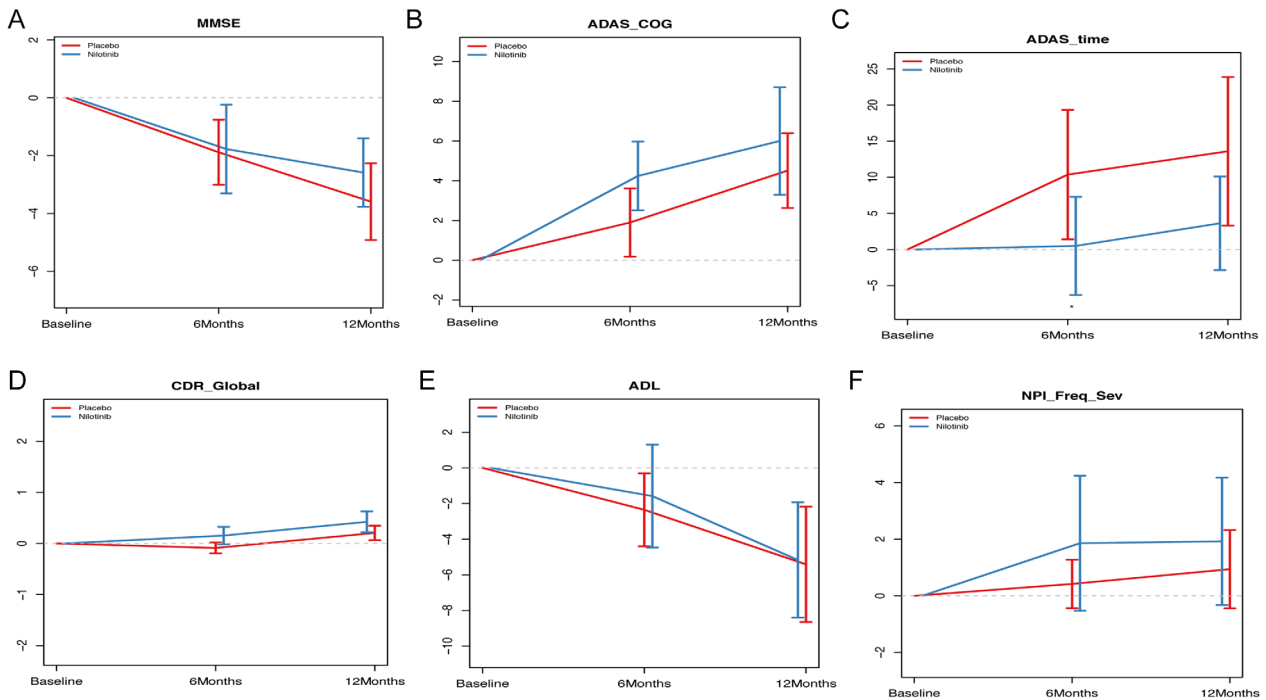 A
MMSE
Placebo
Nilotinib
2
0
-2
-4
-6
Baseline
6Months
12Months
B
ADAS_COG
Placebo
Nilotinib
10
8
6
4
2
0
-2
Baseline
6Months
12Months
C
ADAS_time
Placebo
Nilotinib
25
20
15
10
5
0
-5
Baseline
6Months
12Months
D
CDR_Global
Placebo
Nilotinib
2
1
0
-1
-2
Baseline
6Months
12Months
E
ADL
Placebo
Nilotinib
2
0
-2
-4
-6
-8
-10
Baseline
6Months
12Months
F
NPI_Freq_Sev
Placebo
Nilotinib
6
4
2
0
-2
Baseline
6Months
12Months